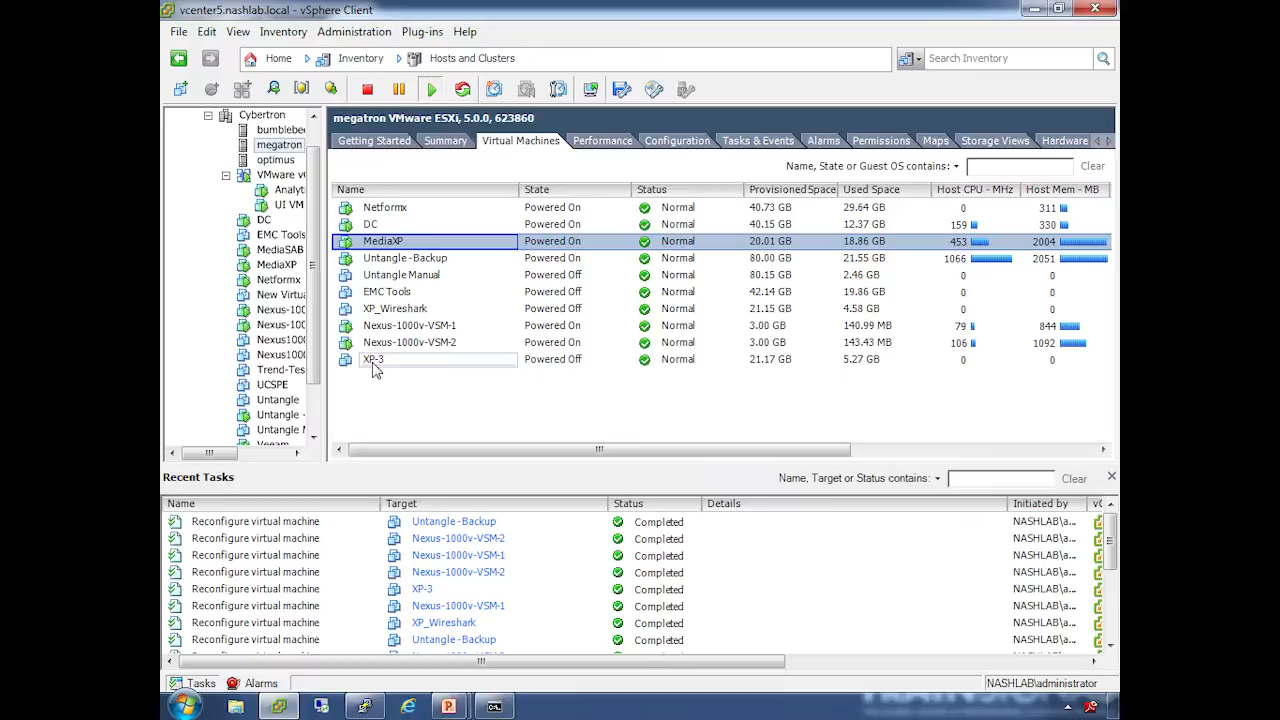 vcenter5.nashlab.local - vSphere Client
File Edit View Inventory Administration Plug-ins Help
Home Inventory Hosts and Clusters Search Inventory
Cybertron
megatron
optimus
VMware
UI VM
DC
EMC Tools
MediaSAB
MediaXP
Netformx
UCSPE
Untangle
megatron VMware ESXi, 5.0.0, 623860
Getting Started Summary Virtual Machines Performance Configuration Tasks & Events Alarms Permissions Maps Storage Views Hardware
Name, State or Guest OS contains: Clear
Name State Status Provisioned Space Used Space Host CPU - MHz Host Mem - MB
Netformx Powered On Normal 40.73 GB 29.64 GB 0 311
DC Powered On Normal 40.15 GB 12.37 GB 159 330
MediaXP Powered On Normal 20.01 GB 18.86 GB 453 2004
Untangle -Backup Powered On Normal 80.00 GB 21.55 GB 1066 2051
Untangle Manual Powered Off Normal 80.15 GB 2.46 GB 0 0
EMC Tools Powered Off Normal 42.14 GB 19.86 GB 0 0
XP_Wireshark Powered Off Normal 21.15 GB 4.58 GB 0 0
Nexus-1000v-VSM-1 Powered On Normal 3.00 GB 140.99 MB 79 844
Nexus-1000v-VSM-2 Powered On Normal 3.00 GB 143.43 MB 106 1092
XP-3 Powered Off Normal 21.17 GB 5.27 GB 0 0
Recent Tasks Name, Target or Status contains: Clear
Name Target Status Details Initiated by
Reconfigure virtual machine Untangle -Backup Completed NASHLAB\a...
Reconfigure virtual machine Nexus-1000v-VSM-2 Completed NASHLAB\a...
Reconfigure virtual machine Nexus-1000v-VSM-1 Completed NASHLAB\a...
Reconfigure virtual machine Nexus-1000v-VSM-2 Completed NASHLAB\a...
Reconfigure virtual machine XP-3 Completed NASHLAB\a...
Reconfigure virtual machine Nexus-1000v-VSM-1 Completed NASHLAB\a...
Reconfigure virtual machine XP_Wireshark Completed NASHLAB\a...
Reconfigure virtual machine Untangle -Backup Completed NASHLAB\a...
Tasks Alarms NASHLAB\administrator